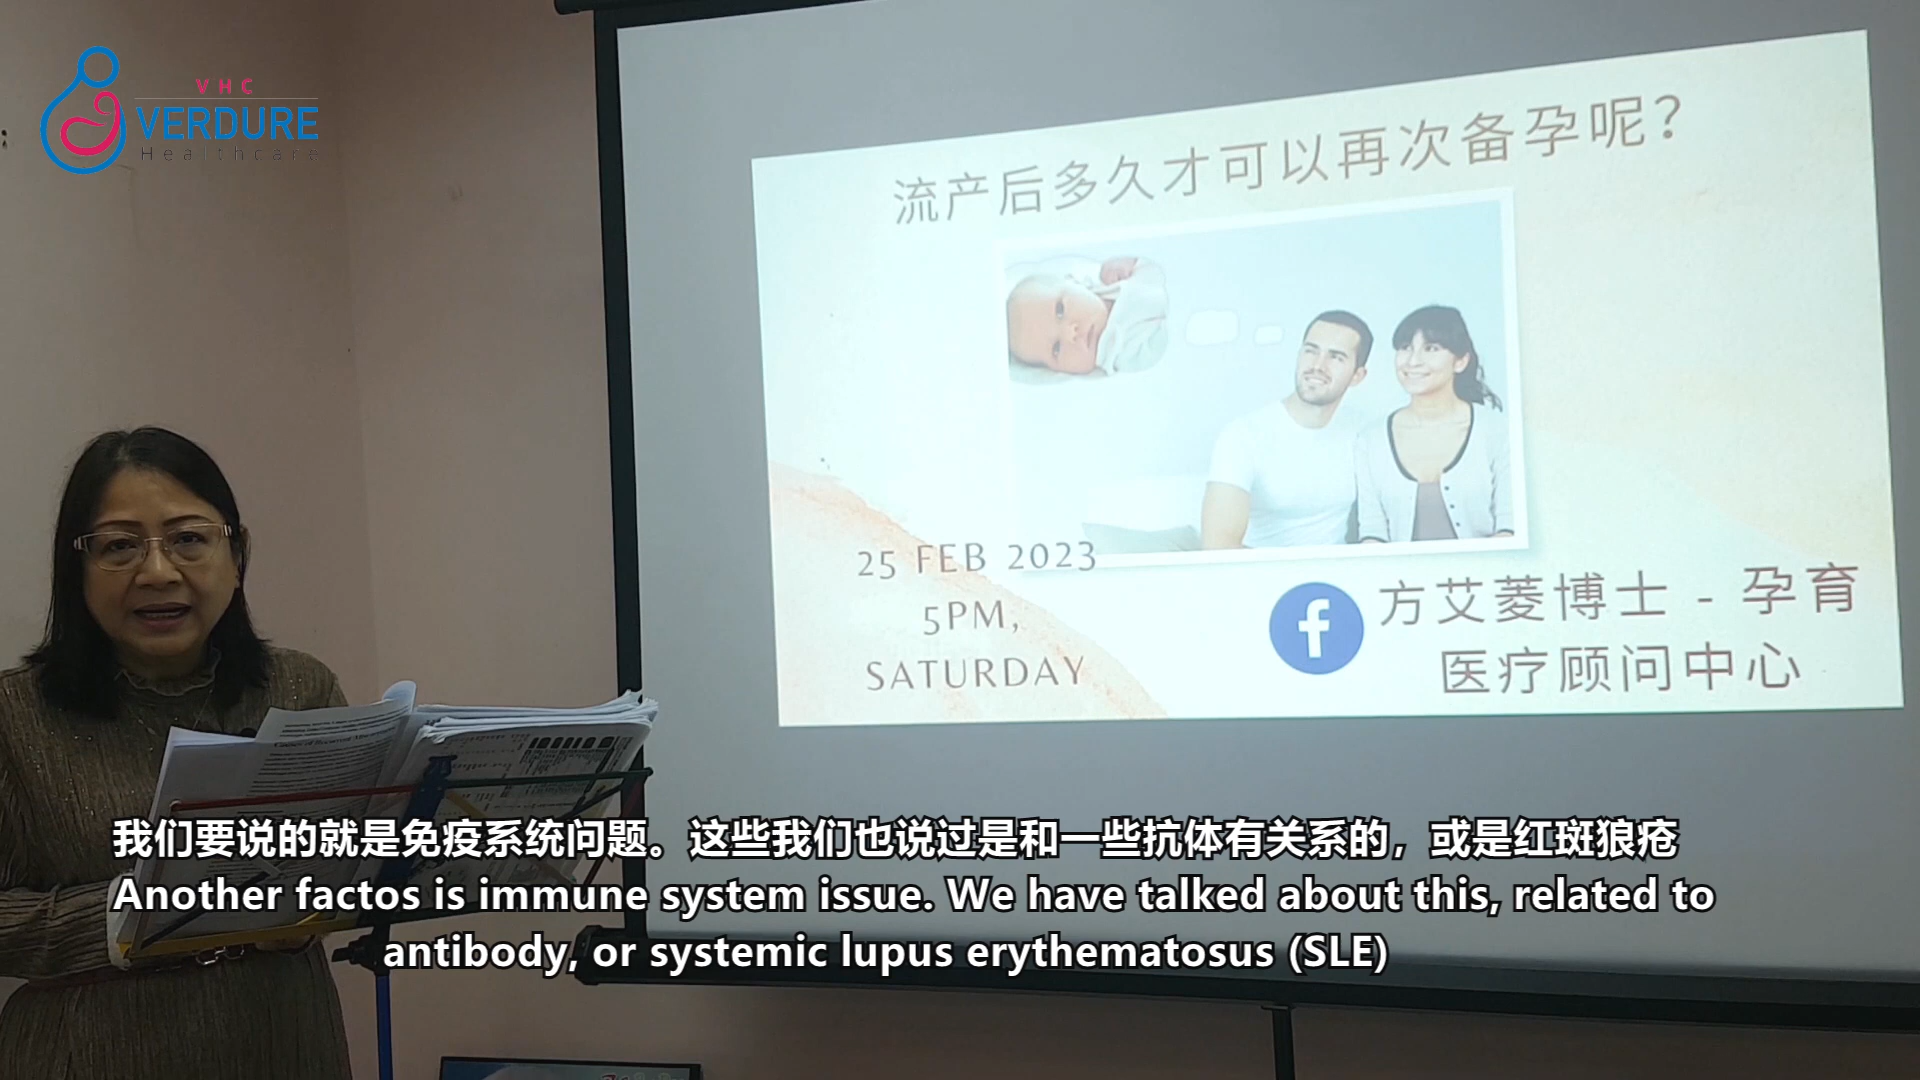 VHC
VERDURE
Healthcare
流产后多久才可以再次备孕呢？
25 FEB 2023
5PM,
SATURDAY
f
方艾菱博士 - 孕育
医疗顾问中心
我们要说的就是免疫系统问题。这些我们也说过是和一些抗体有关系的，或是红斑狼疮
Another factos is immune system issue. We have talked about this, related to
antibody, or systemic lupus erythematosus (SLE)